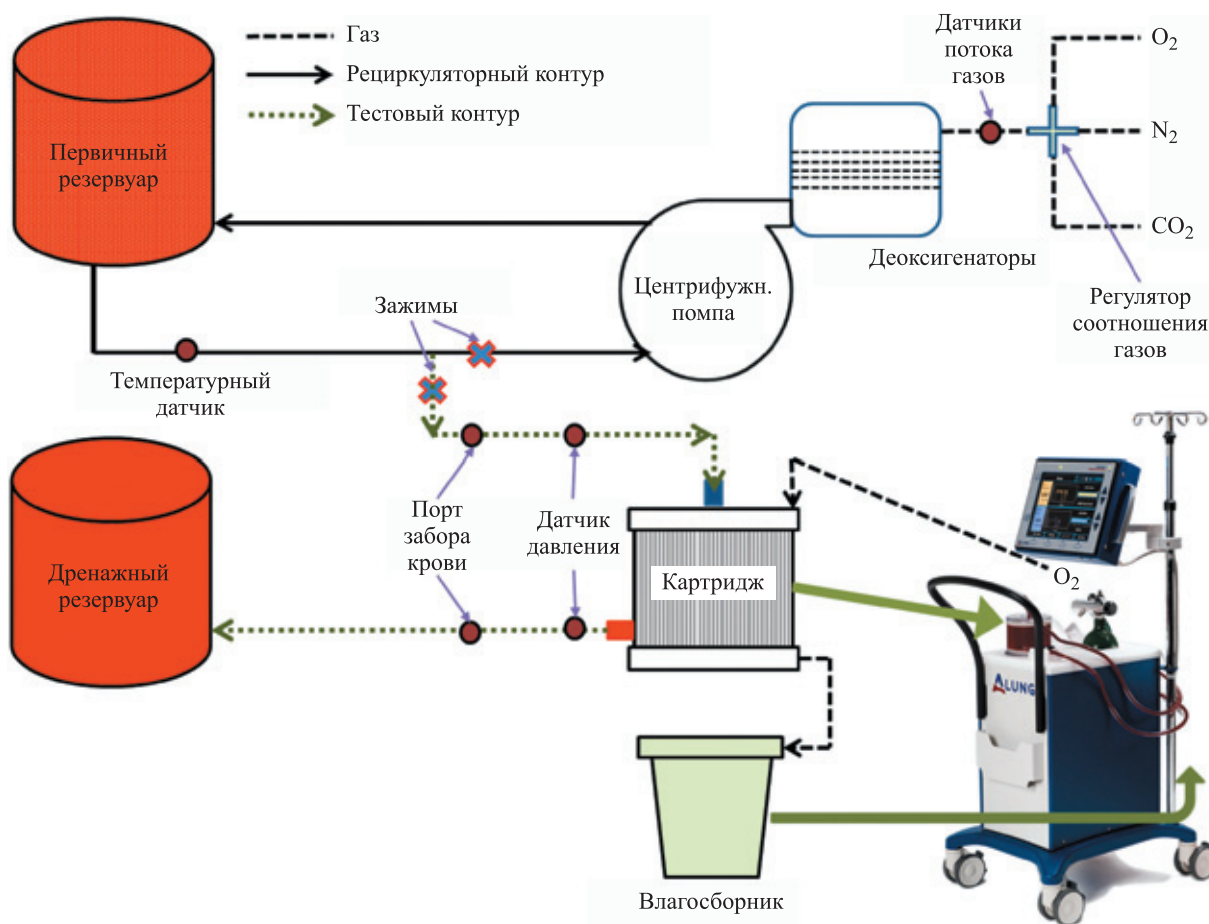 Газ
Рециркуляторный контур
Тестовый контур
Первичный
резервуар
Датчики
потока
газов
O2
N2
CO2
Деоксигенаторы
Регулятор
соотношения
газов
Центрифужн.
помпа
Зажимы
Температурный
датчик
Порт
забора
крови
Датчик
давления
Дренажный
резервуар
Картридж
O2
ALUNG
Влагосборник